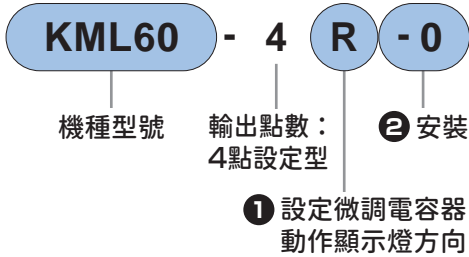 KML60 - 4 R - 0
機種型號
輸出點數：
4點設定型
❷ 安裝
❶ 設定微調電容器
動作顯示燈方向